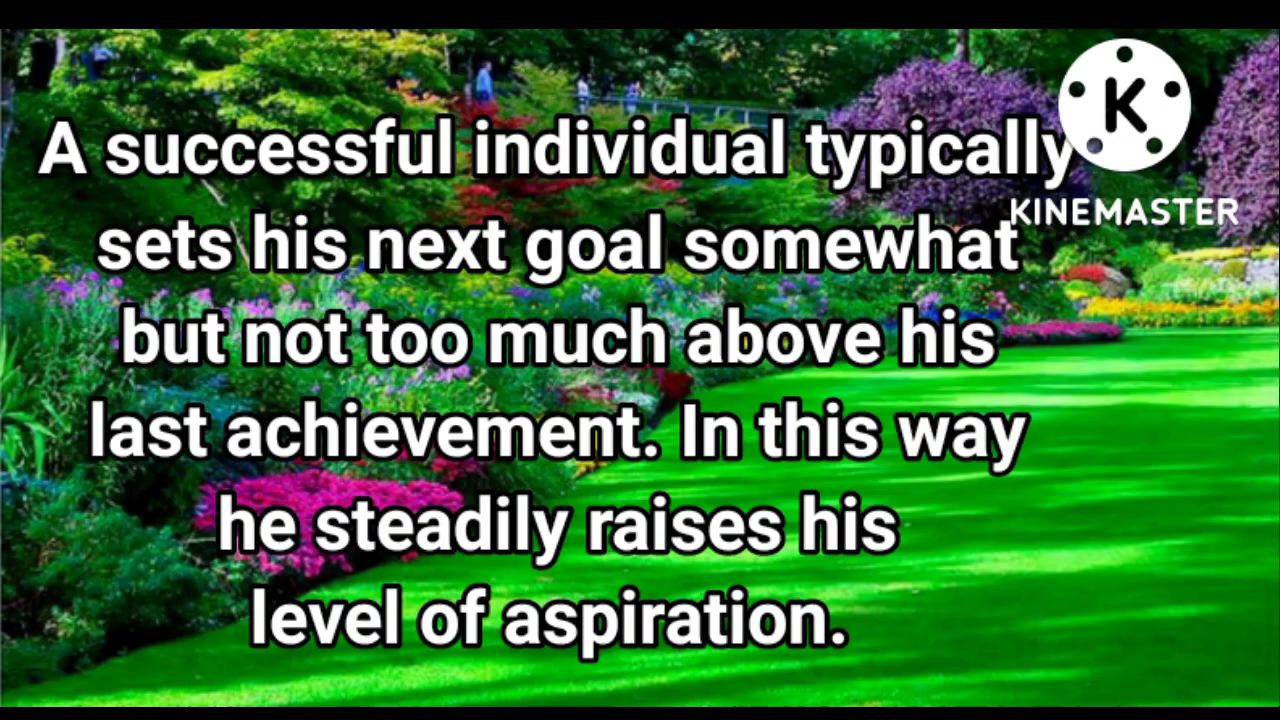 A successful individual typically
sets his next goal somewhat
but not too much above his
last achievement. In this way
he steadily raises his
level of aspiration.
K
KINEMASTER